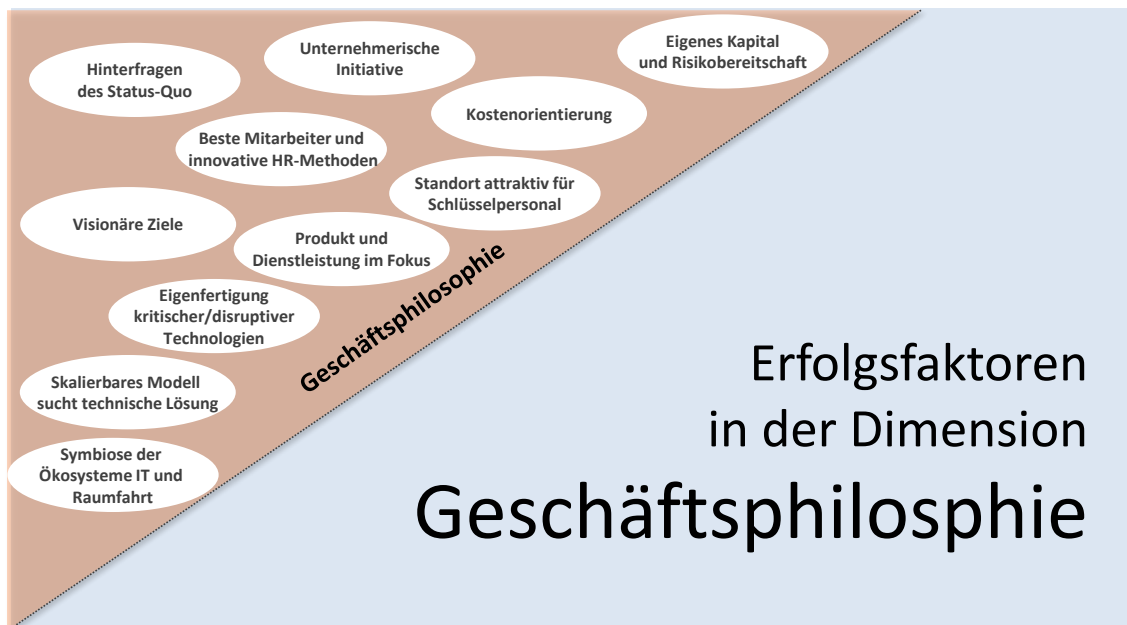 Hinterfragen
des Status-Quo
Unternehmerische
Initiative
Eigenes Kapital
und Risikobereitschaft
Kostenorientierung
Beste Mitarbeiter und
innovative HR-Methoden
Standort attraktiv für
Schlüsselpersonal
Visionäre Ziele
Produkt und
Dienstleistung im Fokus
Eigenfertigung
kritischer/disruptiver
Technologien
Geschäftsphilosophie
Skalierbares Modell
sucht technische Lösung
Symbiose der
Ökosysteme IT und
Raumfahrt
Erfolgsfaktoren
in der Dimension
Geschäftsphilosphie